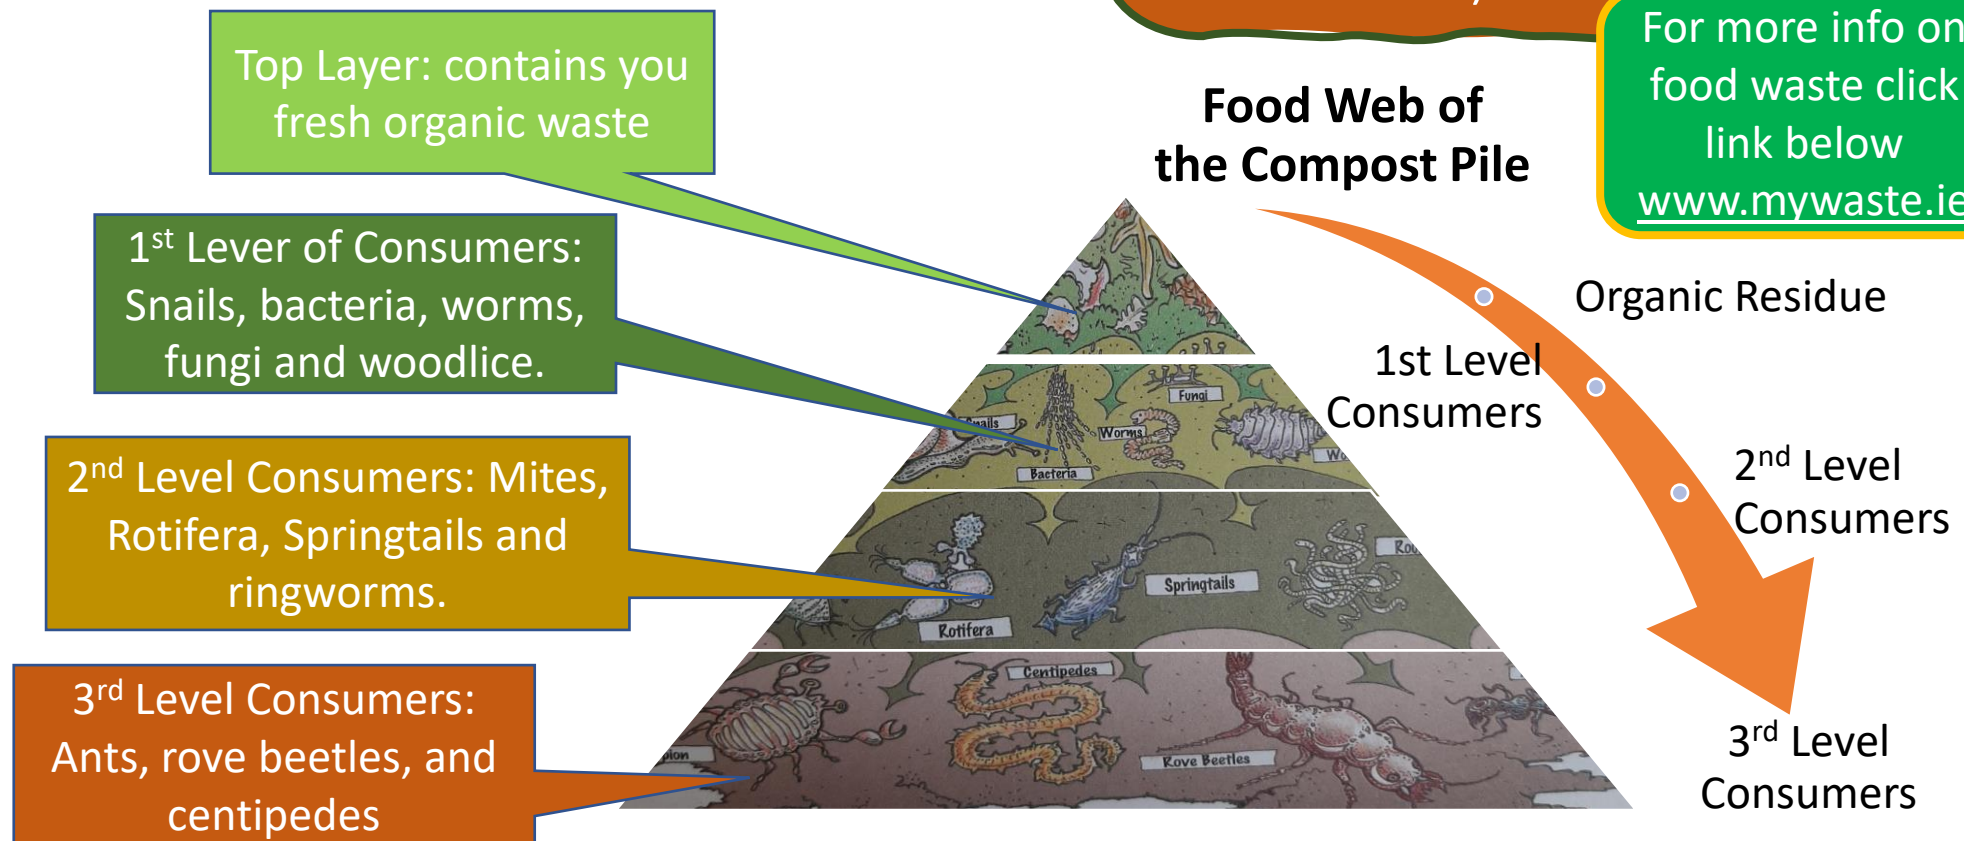 For more info on
food waste click
link below
www.mywaste.ie
Top Layer: contains you
fresh organic waste
Food Web of
the Compost Pile
1st Lever of Consumers:
Snails, bacteria, worms,
fungi and woodlice.
Organic Residue
1st Level
Consumers
Fungi
Snails
Worms
Bacteria
2nd Level Consumers: Mites,
Rotifera, Springtails and
ringworms.
2nd Level
Consumers
Springtails
Rotifera
3rd Level Consumers:
Ants, rove beetles, and
centipedes
Centipedes
Rove Beetles
3rd Level
Consumers